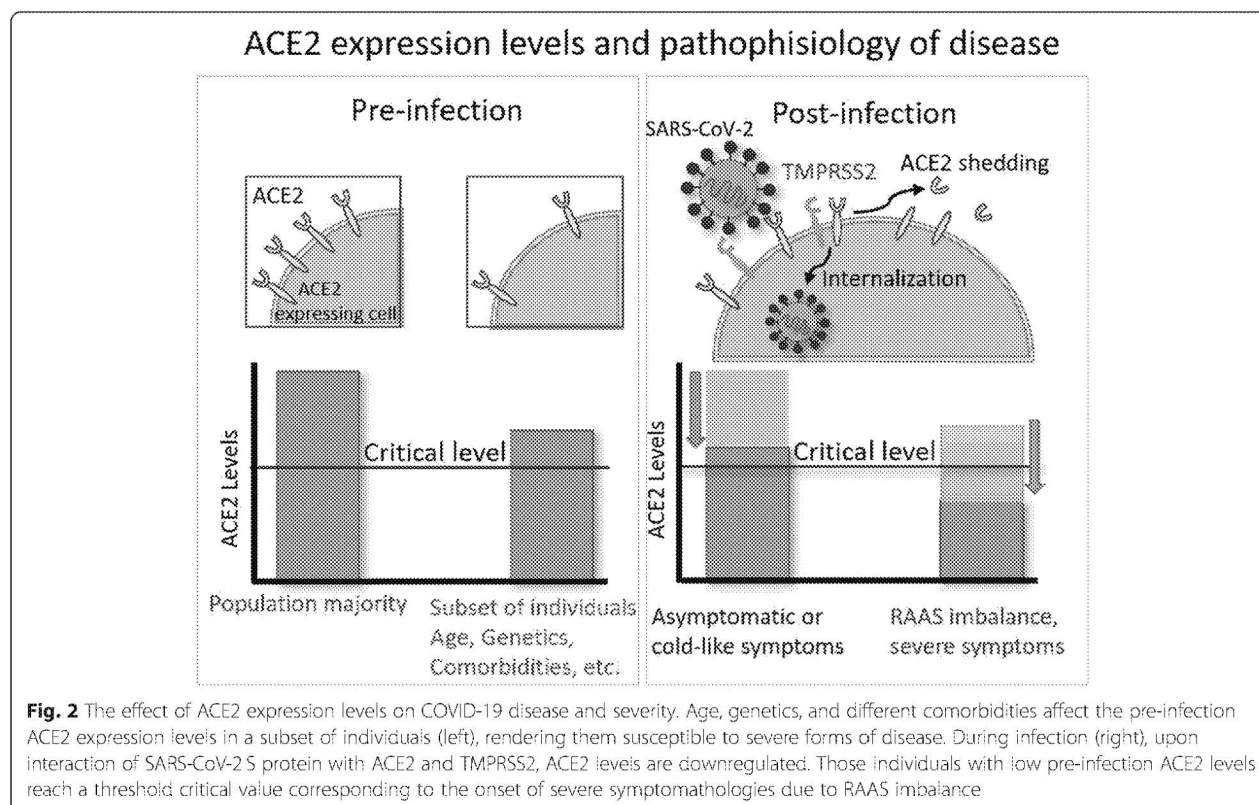 ACE2 expression levels and pathophisiology of disease
Pre-infection
ACE2
ACE2
expressing cell
ACE2 Levels
Critical level
Population majority
Subset of individuals
Age, Genetics,
Comorbidities, etc.
Post-infection
SARS-CoV-2
TMPRSS2
ACE2 shedding
Internalization
ACE2 Levels
Critical level
Asymptomatic or
cold-like symptoms
RAAS imbalance,
severe symptoms
Fig. 2 The effect of ACE2 expression levels on COVID-19 disease and severity. Age, genetics, and different comorbidities affect the pre-infection
ACE2 expression levels in a subset of individuals (left), rendering them susceptible to severe forms of disease. During infection (right), upon
interaction of SARS-CoV-2 S protein with ACE2 and TMPRSS2, ACE2 levels are downregulated. Those individuals with low pre-infection ACE2 levels
reach a threshold critical value corresponding to the onset of severe symptomathologies due to RAAS imbalance